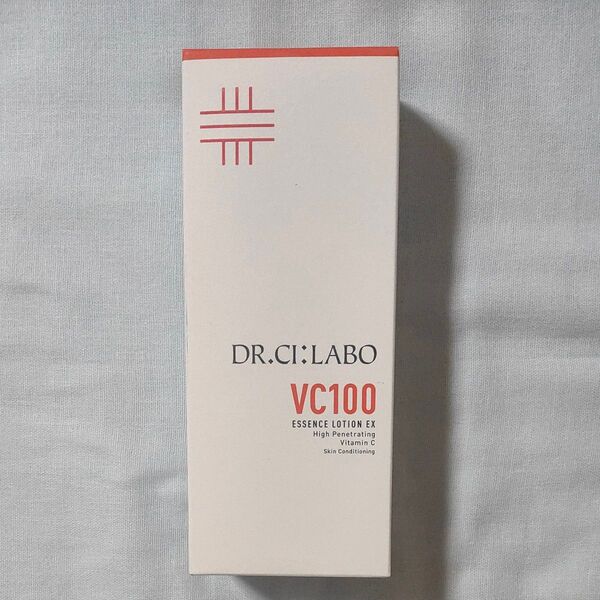 DR.CI:LABO
VC100
ESSENCE LOTION EX
High Penetrating
Vitamin C
Skin Conditioning